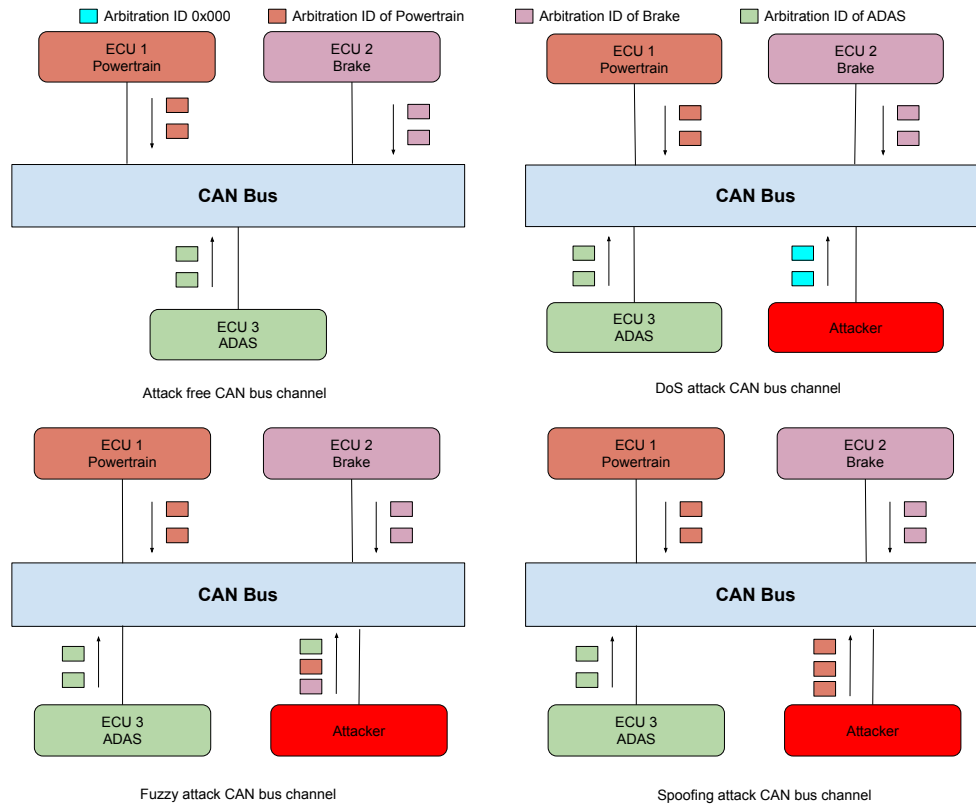 Arbitration ID 0x000
Arbitration ID of Powertrain
Arbitration ID of Brake
Arbitration ID of ADAS
ECU 1
Powertrain
ECU 2
Brake
CAN Bus
ECU 3
ADAS
Attack free CAN bus channel
ECU 1
Powertrain
ECU 2
Brake
CAN Bus
ECU 3
ADAS
Attacker
DoS attack CAN bus channel
ECU 1
Powertrain
ECU 2
Brake
CAN Bus
ECU 3
ADAS
Attacker
Fuzzy attack CAN bus channel
ECU 1
Powertrain
ECU 2
Brake
CAN Bus
ECU 3
ADAS
Attacker
Spoofing attack CAN bus channel